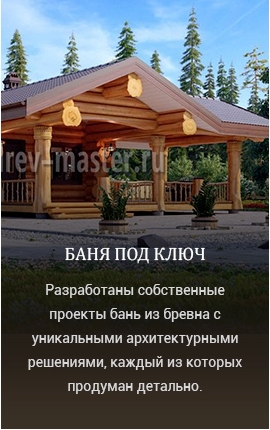 rev-master.ru
БАНЯ ПОД КЛЮЧ
Разработаны собственные
проекты бань из бревна с
уникальными архитектурными
решениями, каждый из которых
продуман детально.